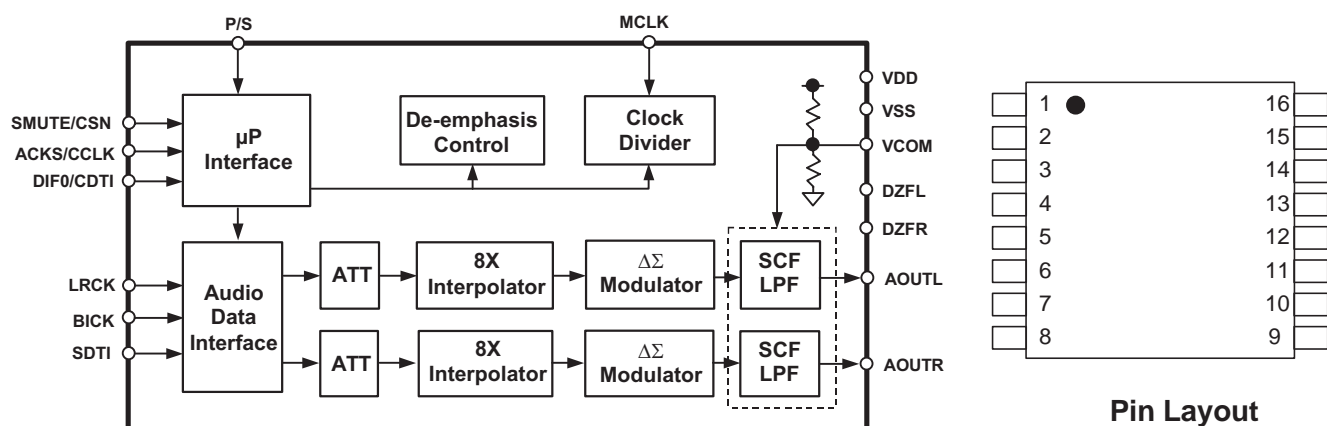 P/S
MCLK
SMUTE/CSN
ACKS/CCLK
DIF0/CDTI
µP
Interface
De-emphasis
Control
Clock
Divider
VDD
VSS
VCOM
DZFL
DZFR
LRCK
BICK
SDTI
Audio
Data
Interface
ATT
8X
Interpolator
ΔΣ
Modulator
SCF
LPF
AOUTL
ATT
8X
Interpolator
ΔΣ
Modulator
SCF
LPF
AOUTR
1
2
3
4
5
6
7
8
16
15
14
13
12
11
10
9
Pin Layout